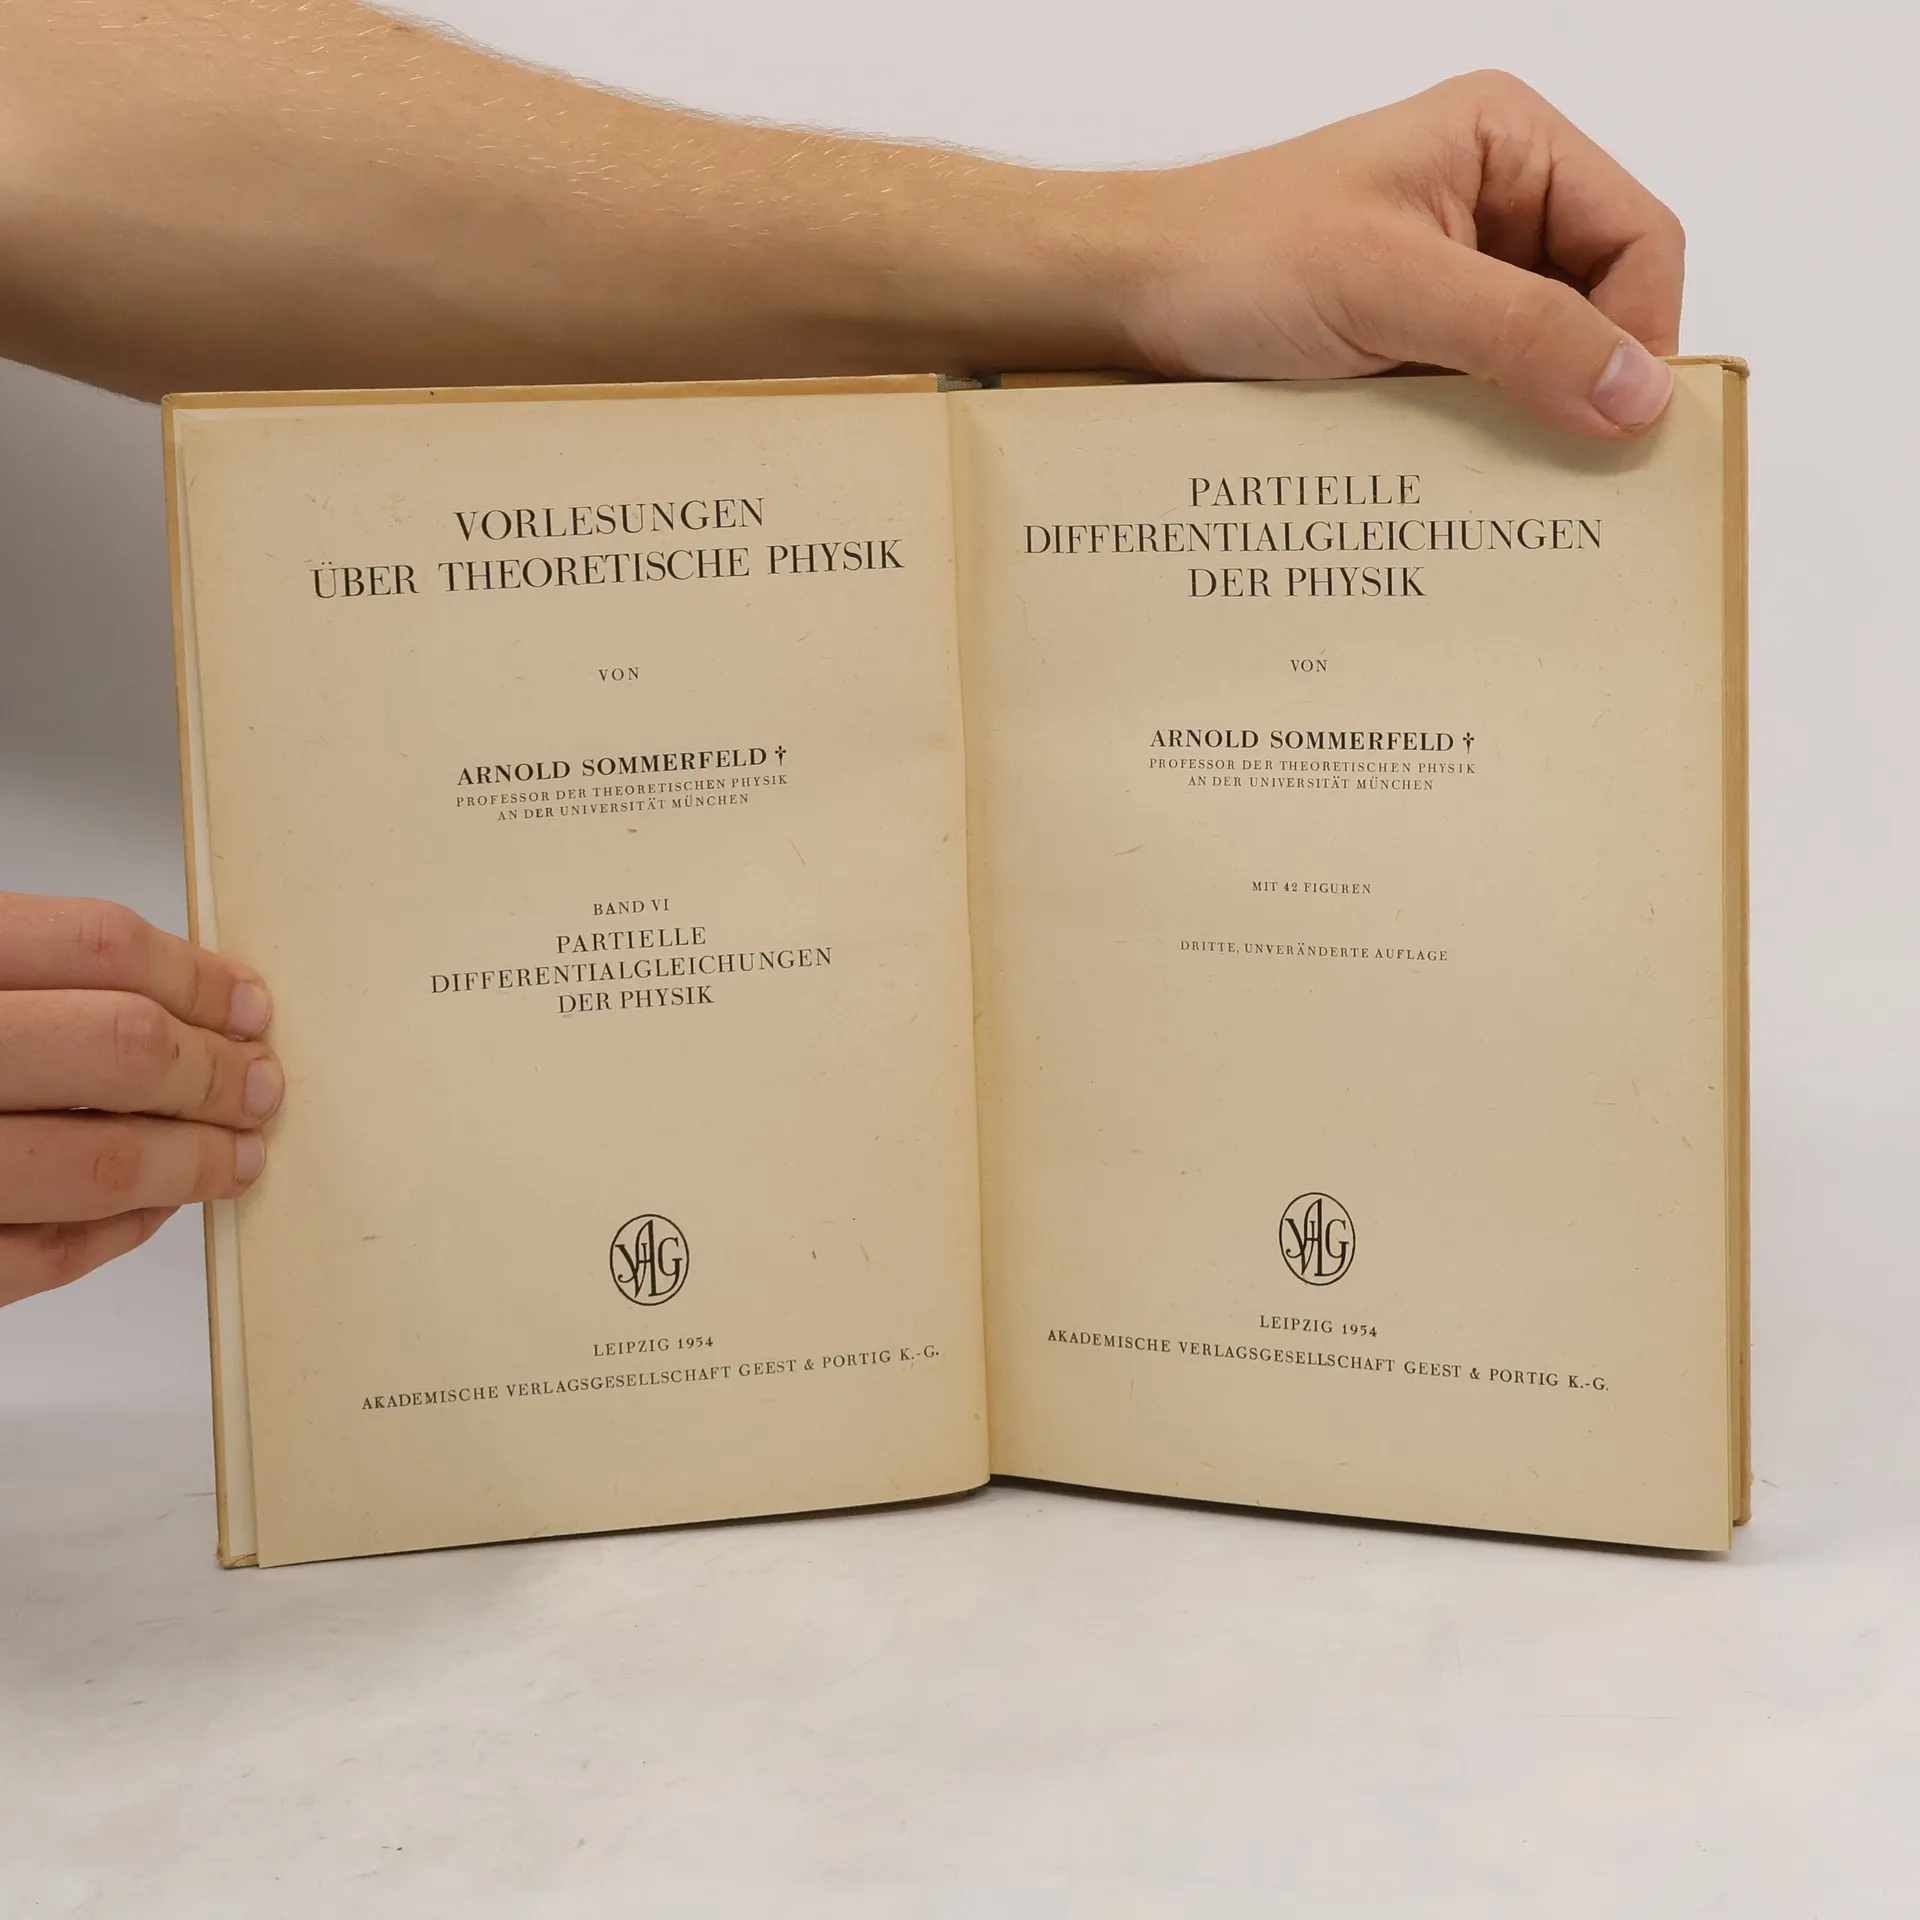 VORLESUNGEN
ÜBER THEORETISCHE PHYSIK
VON
ARNOLD SOMMERFELD †
PROFESSOR DER THEORETISCHEN PHYSIK
AN DER UNIVERSITÄT MÜNCHEN
BAND VI
PARTIELLE
DIFFERENTIALGLEICHUNGEN
DER PHYSIK
LEIPZIG 1954
AKADEMISCHE VERLAGSGESELLSCHAFT GEEST & PORTIG K.-G.
PARTIELLE
DIFFERENTIALGLEICHUNGEN
DER PHYSIK
VON
ARNOLD SOMMERFELD †
PROFESSOR DER THEORETISCHEN PHYSIK
AN DER UNIVERSITÄT MÜNCHEN
MIT 42 FIGUREN
DRITTE, UNVERÄNDERTE AUFLAGE
LEIPZIG 1954
AKADEMISCHE VERLAGSGESELLSCHAFT GEEST & PORTIG K.-G.